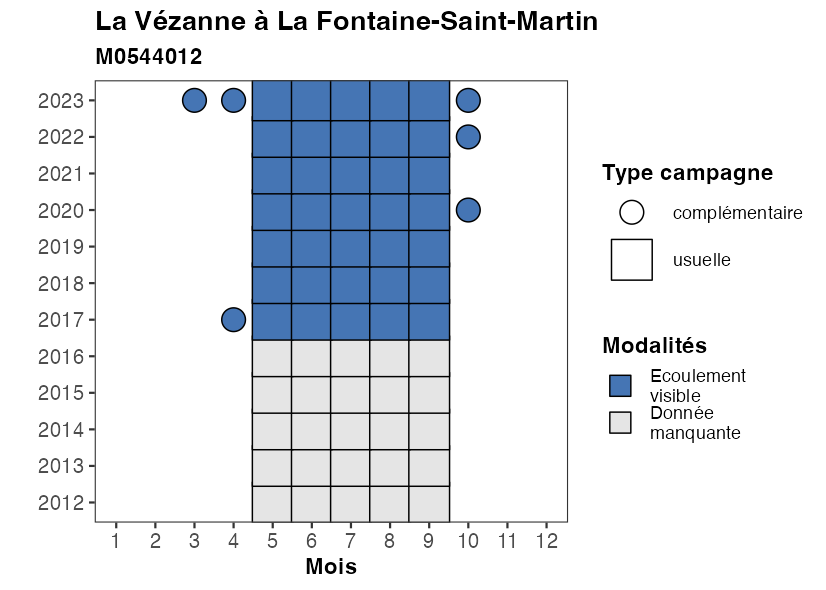 La Vézanne à La Fontaine-Saint-Martin
M0544012
2023
2022
2021
2020
2019
2018
2017
2016
2015
2014
2013
2012
1 2 3 4 5 6 7 8 9 10 11 12
Mois
Type campagne
complémentaire
usuelle
Modalités
Ecoulement
visible
Donnée
manquante